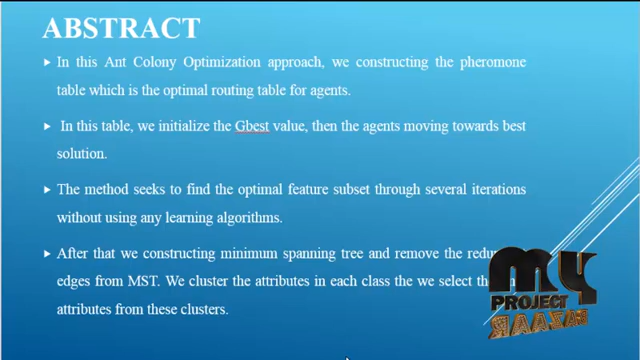 ABSTRACT
In this Ant Colony Optimization approach, we constructing the pheromone
table which is the optimal routing table for agents.
In this table, we initialize the Gbest value, then the agents moving towards best
solution.
The method seeks to find the optimal feature subset through several iterations
without using any learning algorithms.
After that we constructing minimum spanning tree and remove the
edges from MST. We cluster the attributes in each class the we select
attributes from these clusters.
my
PROJECT
BAZAAR